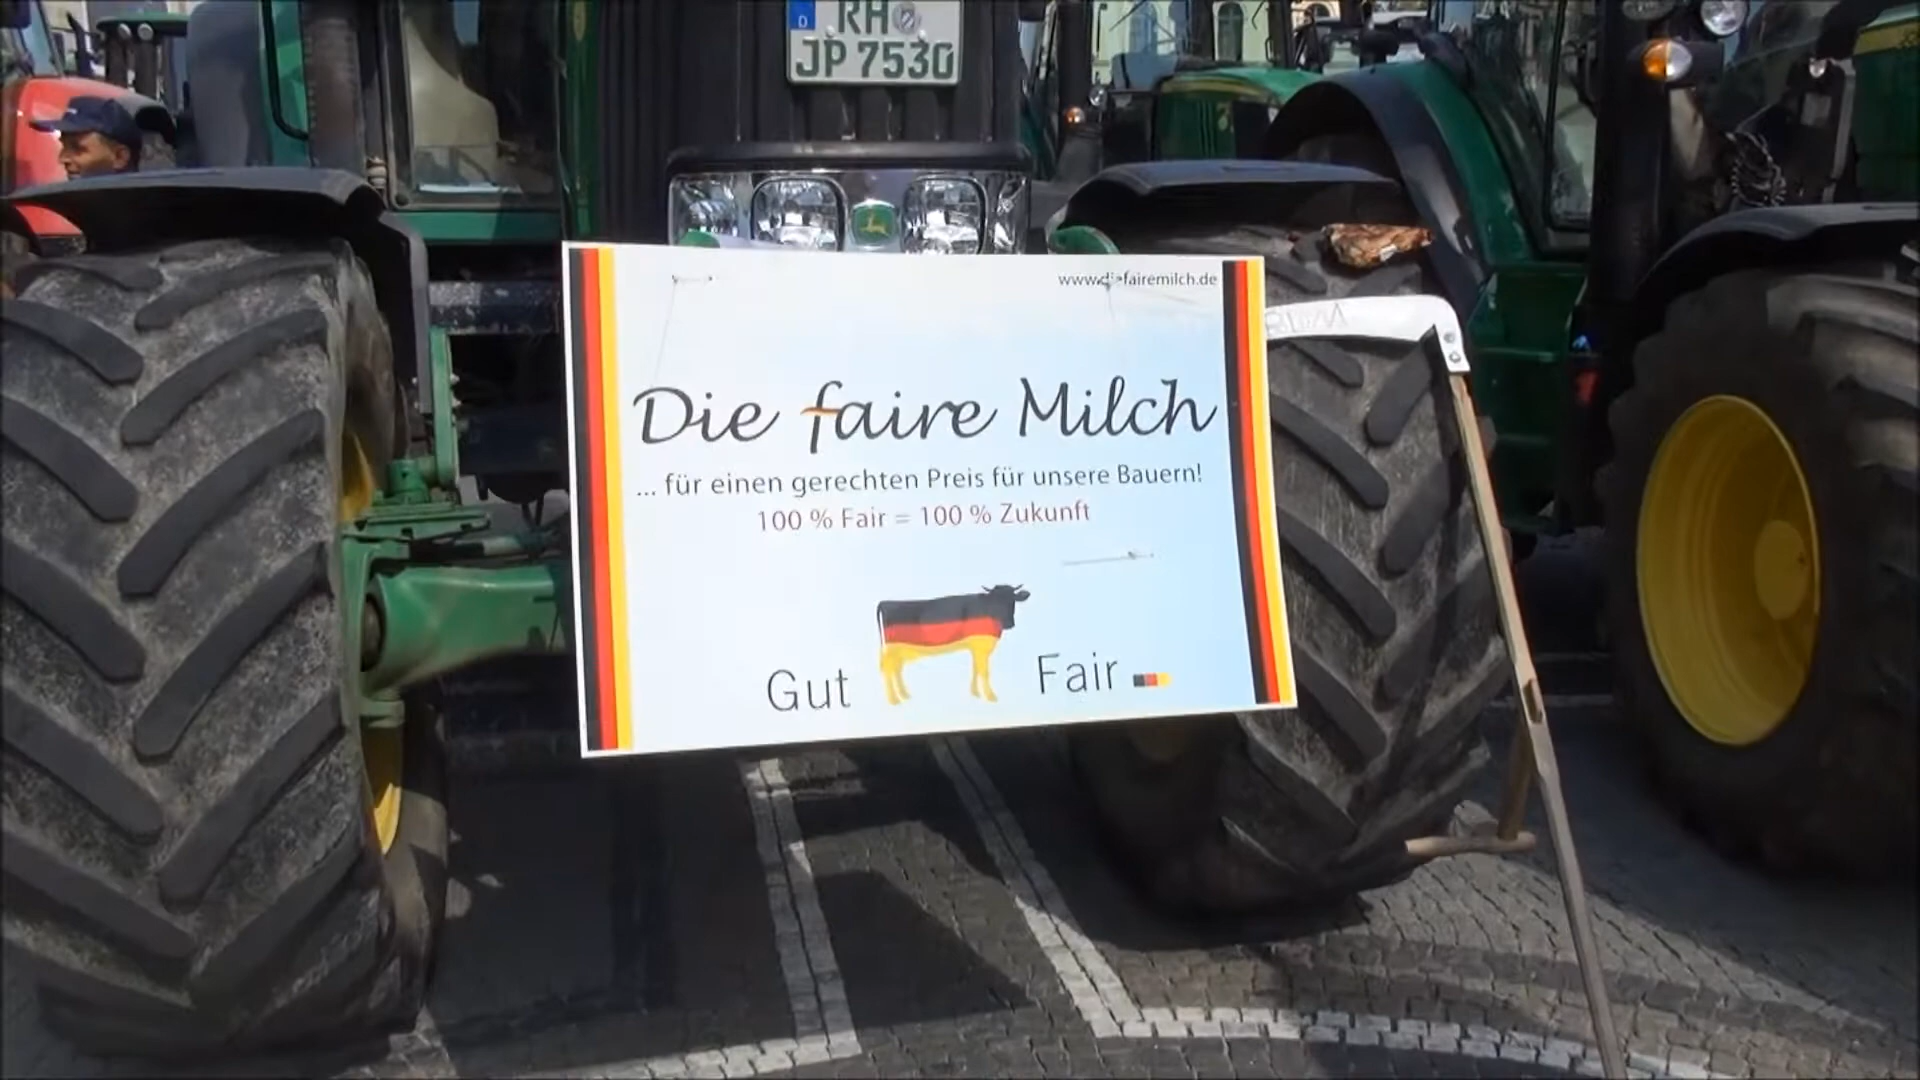 D
RH
JP 7530
www.diefairemilch.de
Die faire Milch
... für einen gerechten Preis für unsere Bauern!
100 % Fair = 100 % Zukunft
Gut Fair